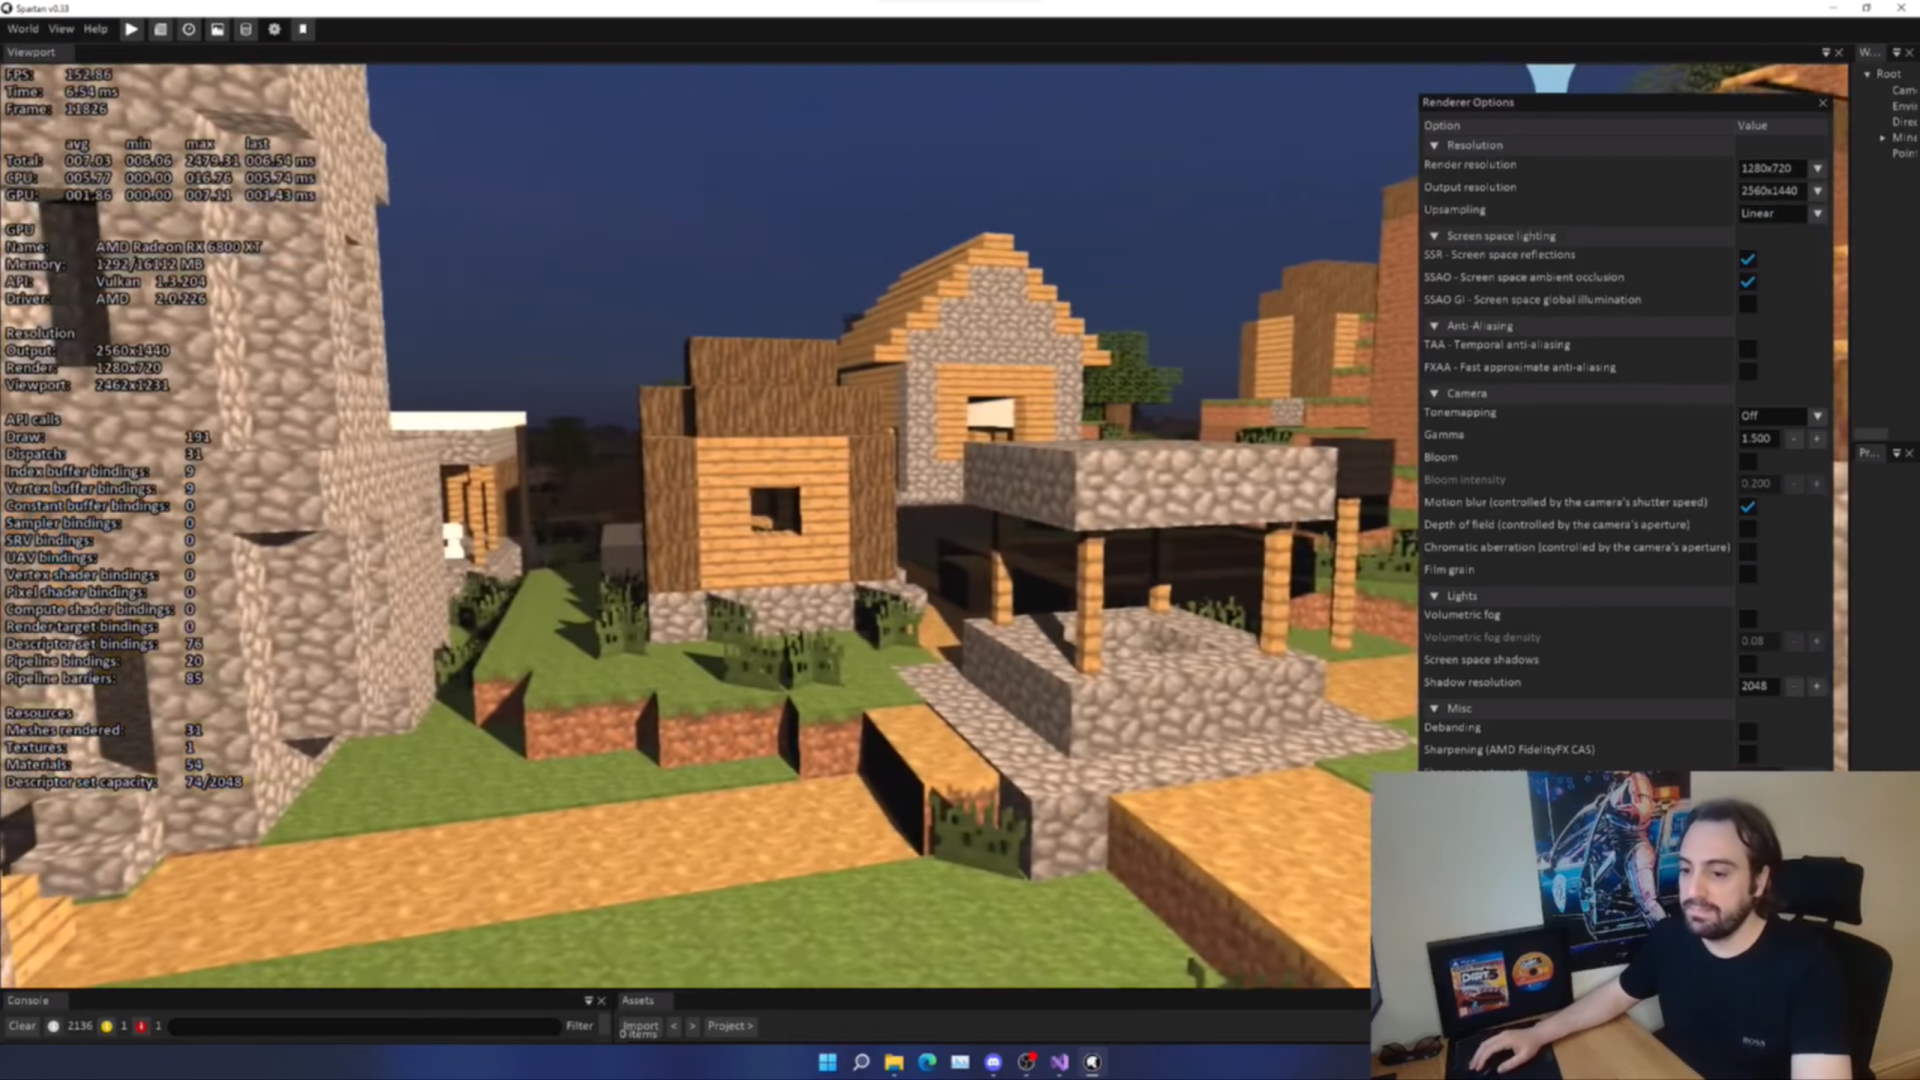 Spartan v0.33
World View Help
Viewport
FPS: 152.86
Time: 6.54 ms
Frame: 11826
avg min max last
Total: 007.03 006.06 2479.31 006.54 ms
CPU: 005.77 000.00 016.76 005.74 ms
GPU: 001.86 000.00 007.11 001.43 ms
GPU
Name: AMD Radeon RX 6800 XT
Memory: 1292/16112 MB
API: Vulkan 1.3.204
Driver: AMD 2.0.226
Resolution
Output: 2560x1440
Render: 1280x720
Viewport: 2462x1231
API calls
Draw: 191
Dispatch: 31
Index buffer bindings: 9
Vertex buffer bindings: 9
Constant buffer bindings: 0
Sampler bindings: 0
SRV bindings: 0
UAV bindings: 0
Vertex shader bindings: 0
Pixel shader bindings: 0
Compute shader bindings: 0
Render target bindings: 0
Descriptor set bindings: 76
Pipeline bindings: 20
Pipeline barriers: 85
Resources
Meshes rendered: 31
Textures: 1
Materials: 54
Descriptor set capacity: 74/2048
Renderer Options
Option Value
Resolution
Render resolution 1280x720
Output resolution 2560x1440
Upsampling Linear
Screen space lighting
SSR - Screen space reflections
SSAO - Screen space ambient occlusion
SSAO GI - Screen space global illumination
Anti-Aliasing
TAA - Temporal anti-aliasing
FXAA - Fast approximate anti-aliasing
Camera
Tonemapping Off
Gamma 1.500 - +
Bloom
Bloom intensity 0.200 - +
Motion blur (controlled by the camera's shutter speed)
Depth of field (controlled by the camera's aperture)
Chromatic aberration (controlled by the camera's aperture)
Film grain
Lights
Volumetric fog
Volumetric fog density 0.08 - +
Screen space shadows
Shadow resolution 2048 - +
Misc
Debanding
Sharpening (AMD FidelityFX CAS)
W...
Root
Cam
Envi
Direc
Mine
Poin
Pr...
Console
Clear 2136 1 1 Filter
Assets
Import < > Project >
0 items
DIRT5
BOSS